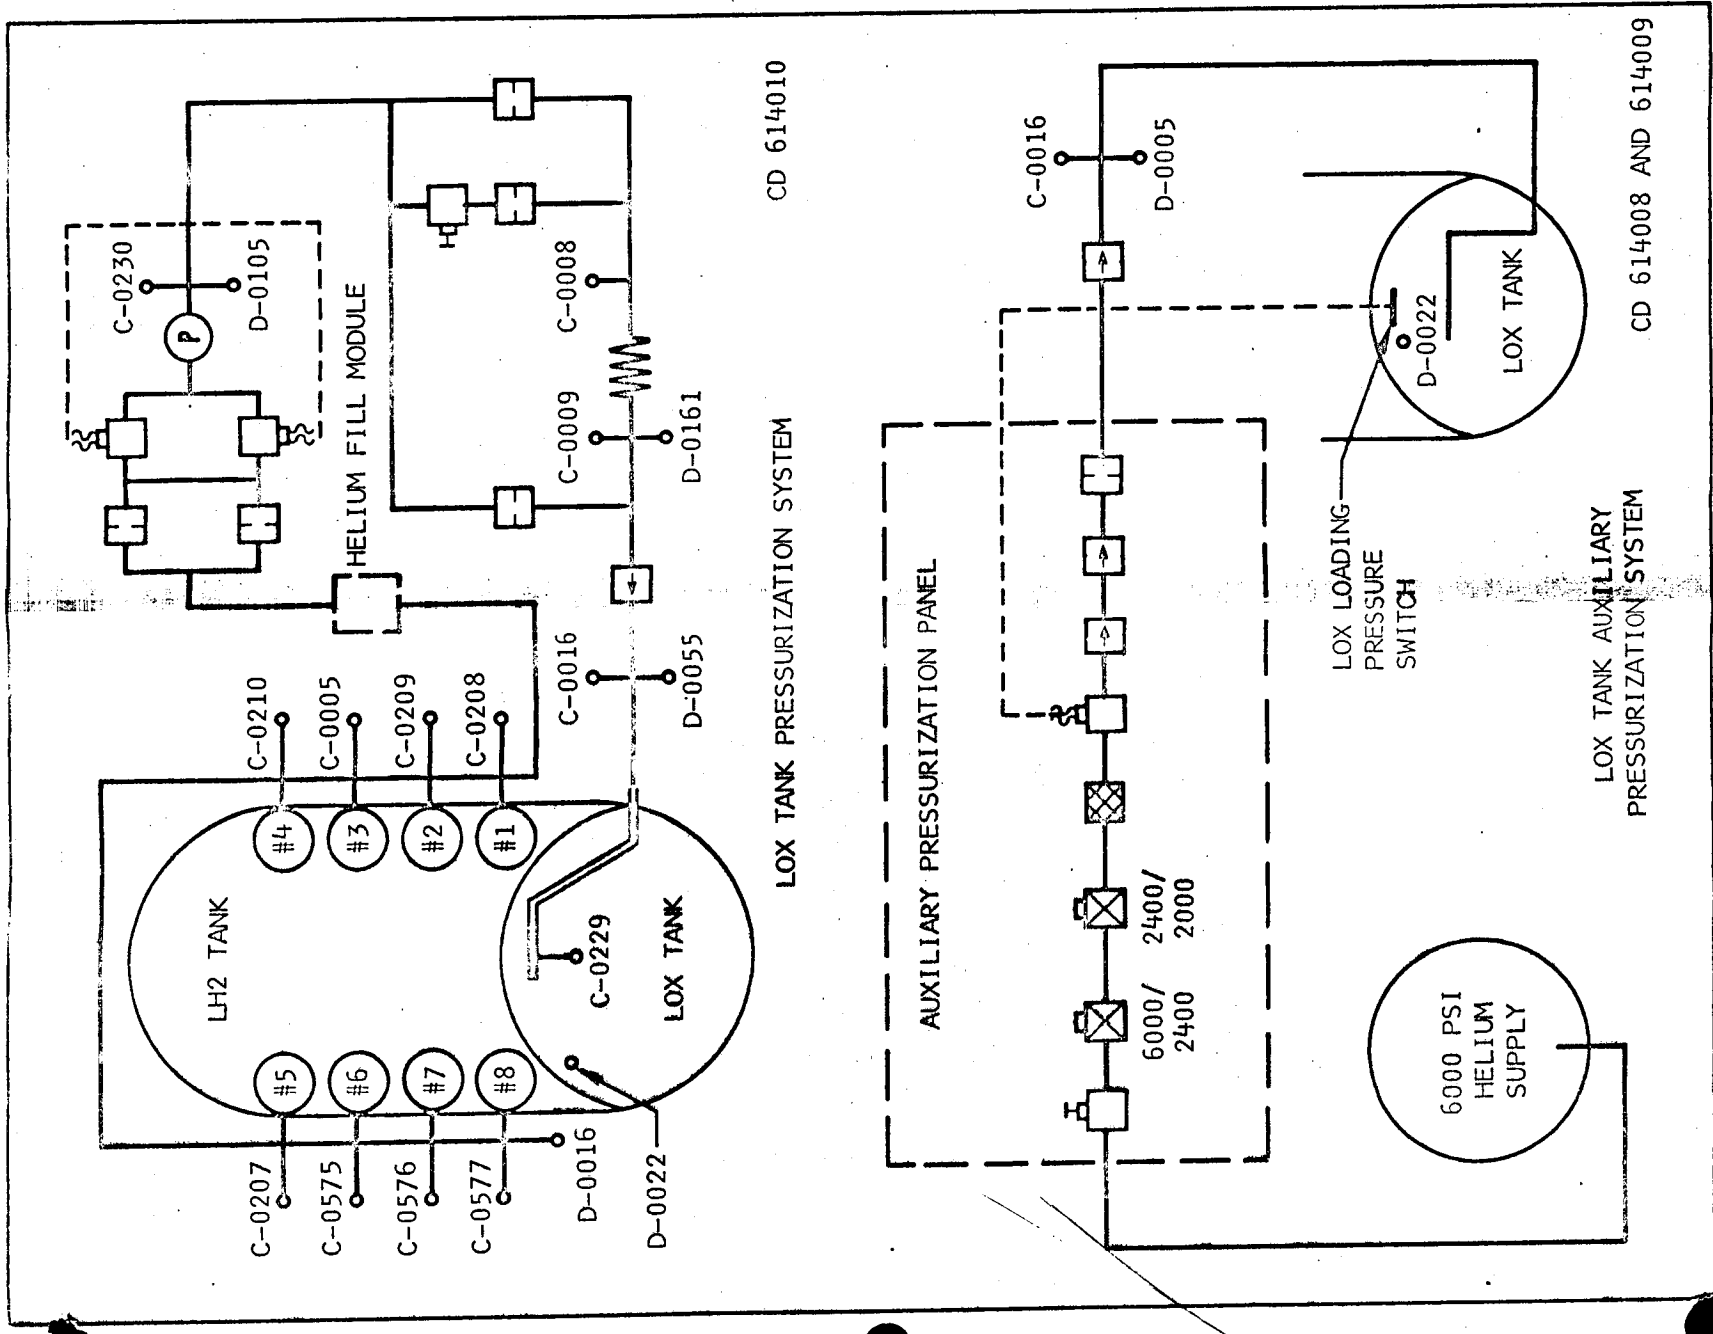 C-0207
C-0575
C-0576
C-0577
D-0016
D-0022
#5
#6
#7
#8
LH2 TANK
LOX TANK
C-0229
#4
#3
#2
#1
C-0210
C-0005
C-0209
C-0208
C-0016
D-0055
HELIUM FILL MODULE
C-0009
D-0161
C-0008
P
C-0230
D-0105
LOX TANK PRESSURIZATION SYSTEM
CD 614010
AUXILIARY PRESSURIZATION PANEL
6000/
2400
2400/
2000
C-0016
D-0005
6000 PSI
HELIUM
SUPPLY
LOX LOADING
PRESSURE
SWITCH
D-0022
LOX TANK
LOX TANK AUXILIARY
PRESSURIZATION SYSTEM
CD 614008 AND 614009